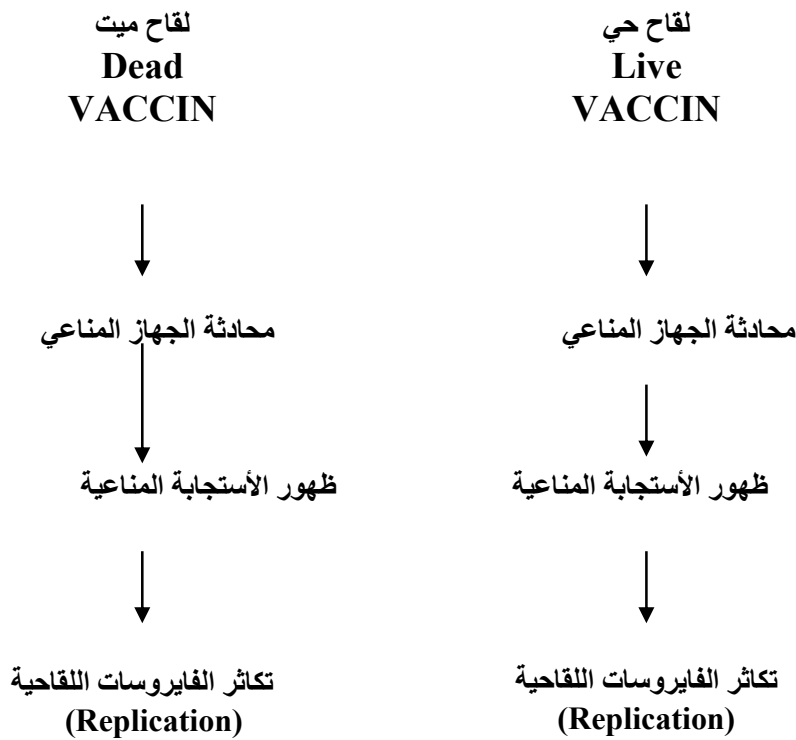 لقاح حي
Live
VACCIN
لقاح ميت
Dead
VACCIN
محادثة الجهاز المناعي
محادثة الجهاز المناعي
ظهور الأستجابة المناعية
ظهور الأستجابة المناعية
تكاثر الفايروسات اللقاحية
(Replication)
تكاثر الفايروسات اللقاحية
(Replication)